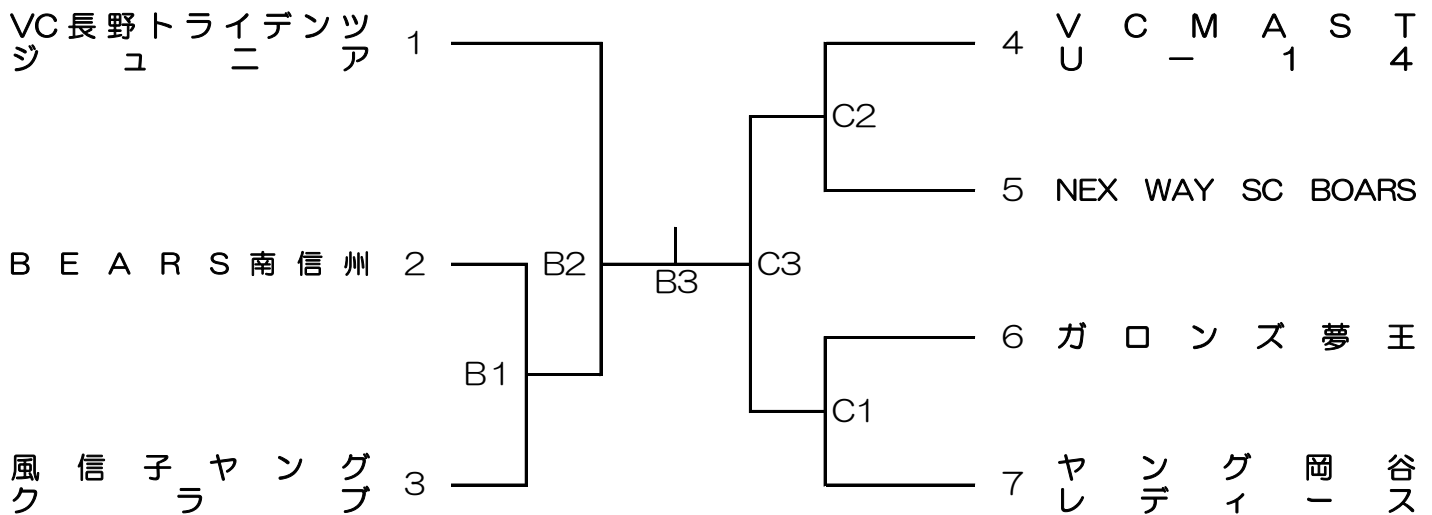 VC長野トライデンツ
ジュニア
1
BEARS南信州
2
風信子ヤング
クラブ
3
B1
B2
B3
C3
C2
C1
4
VCMAST
U-14
5
NEX WAY SC BOARS
6
ガロンズ夢王
7
ヤング岡谷
レディース